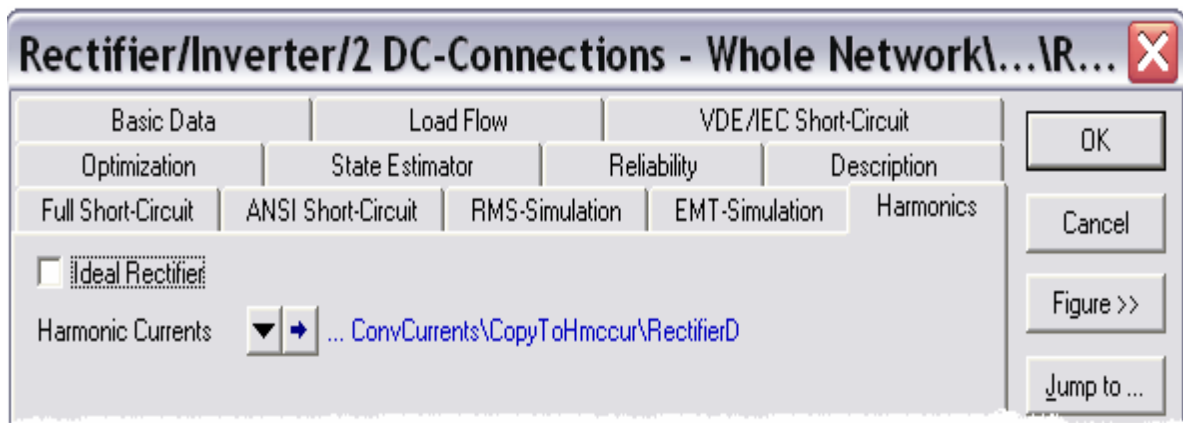 Rectifier/Inverter/2 DC-Connections - Whole Network\...\R...
Basic Data Load Flow VDE/IEC Short-Circuit
Optimization State Estimator Reliability Description
Full Short-Circuit ANSI Short-Circuit RMS-Simulation EMT-Simulation Harmonics
Ideal Rectifier
Harmonic Currents ... ConvCurrents\CopyToHmccur\RectifierD
OK
Cancel
Figure >>
Jump to ...